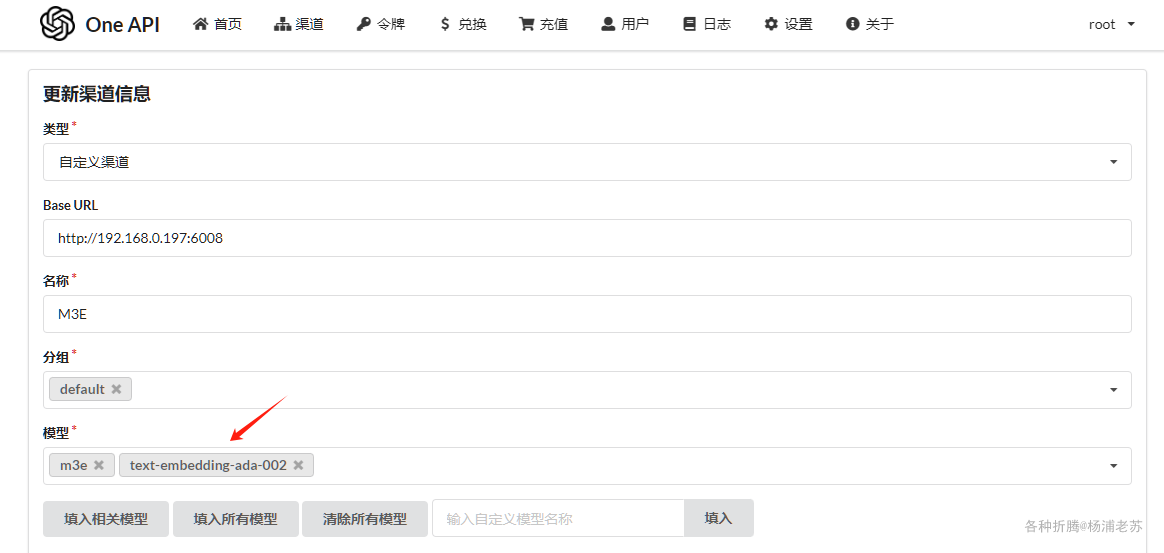 One API 首页 渠道 令牌 兑换 充值 用户 日志 设置 关于 root
更新渠道信息
类型*
自定义渠道
Base URL
http://192.168.0.197:6008
名称*
M3E
分组*
default
模型*
m3e text-embedding-ada-002
填入相关模型 填入所有模型 清除所有模型 输入自定义模型名称 填入
各种折腾@杨浦老苏